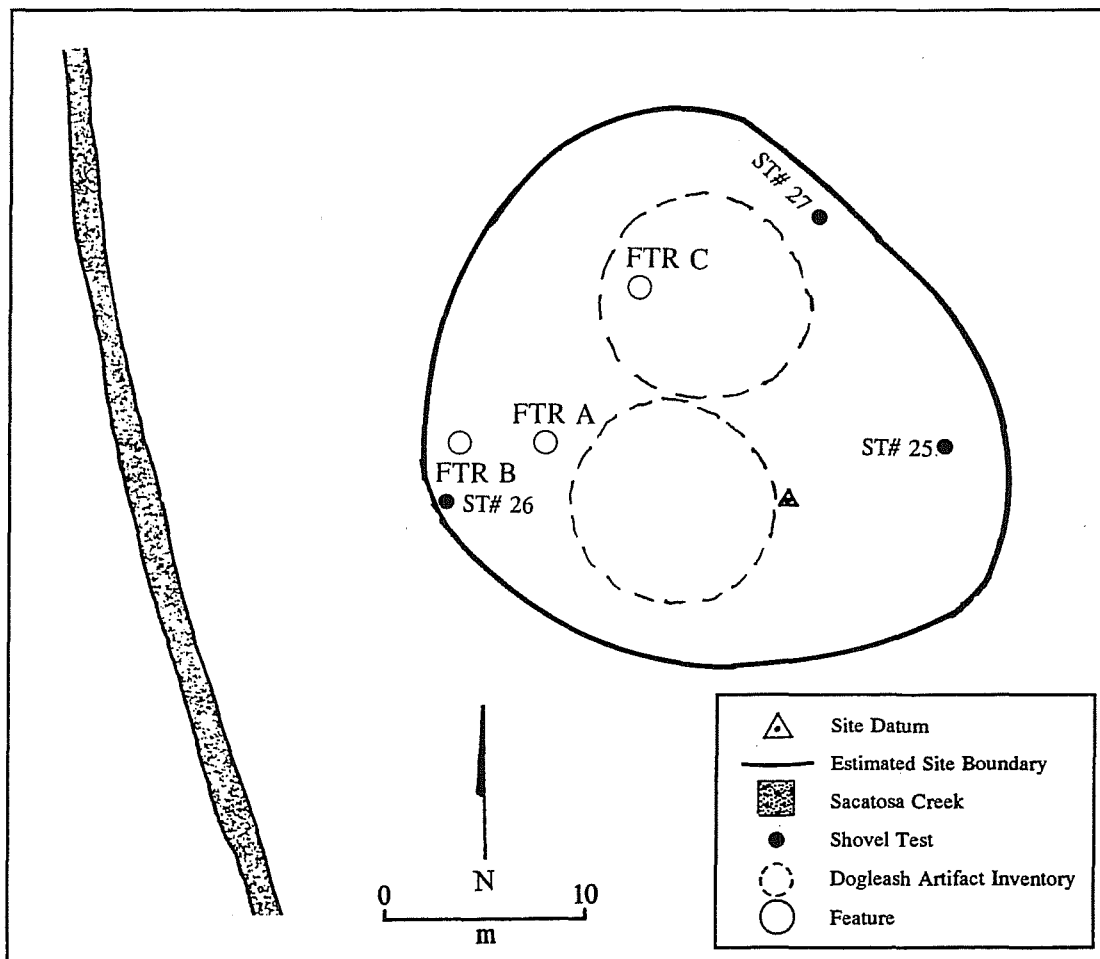 ST# 27
FTR C
FTR A
ST# 25
FTR B
ST# 26
N
0 10
m
Site Datum
Estimated Site Boundary
Sacatosa Creek
Shovel Test
Dogleash Artifact Inventory
Feature